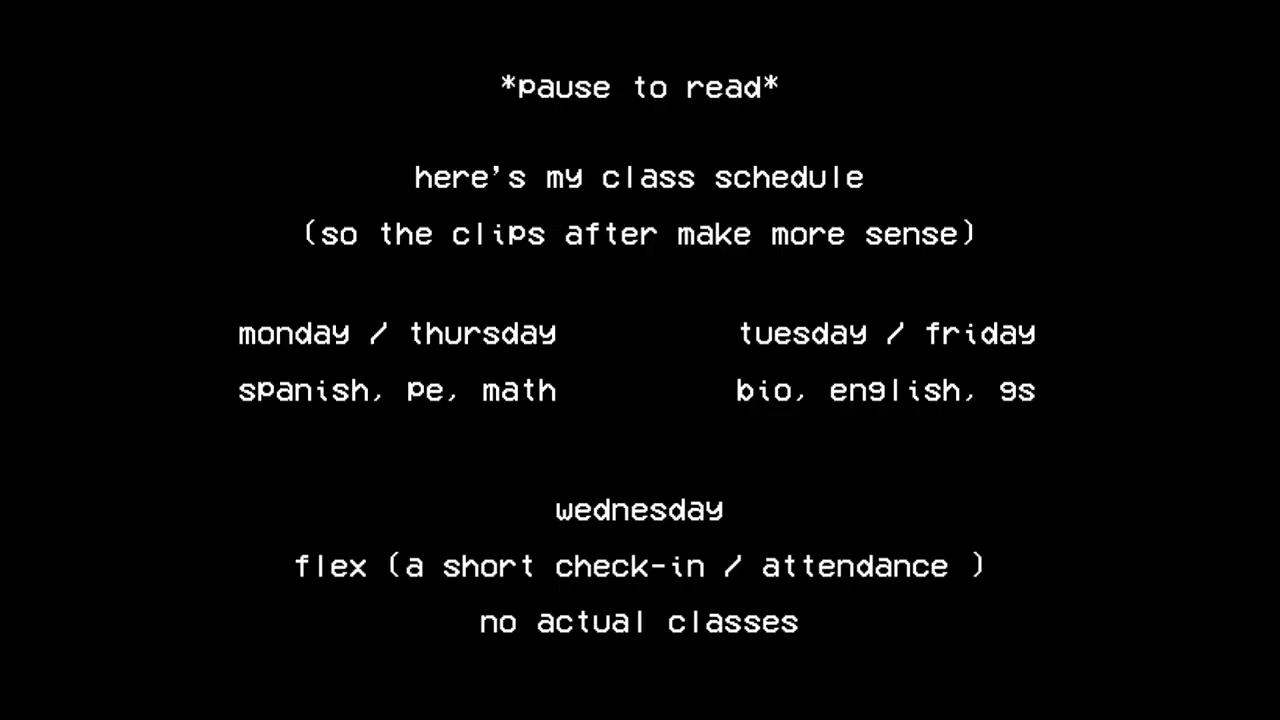 *pause to read*
here's my class schedule
(so the clips after make more sense)
monday / thursday
spanish, pe, math
tuesday / friday
bio, english, gs
wednesday
flex (a short check-in / attendance )
no actual classes